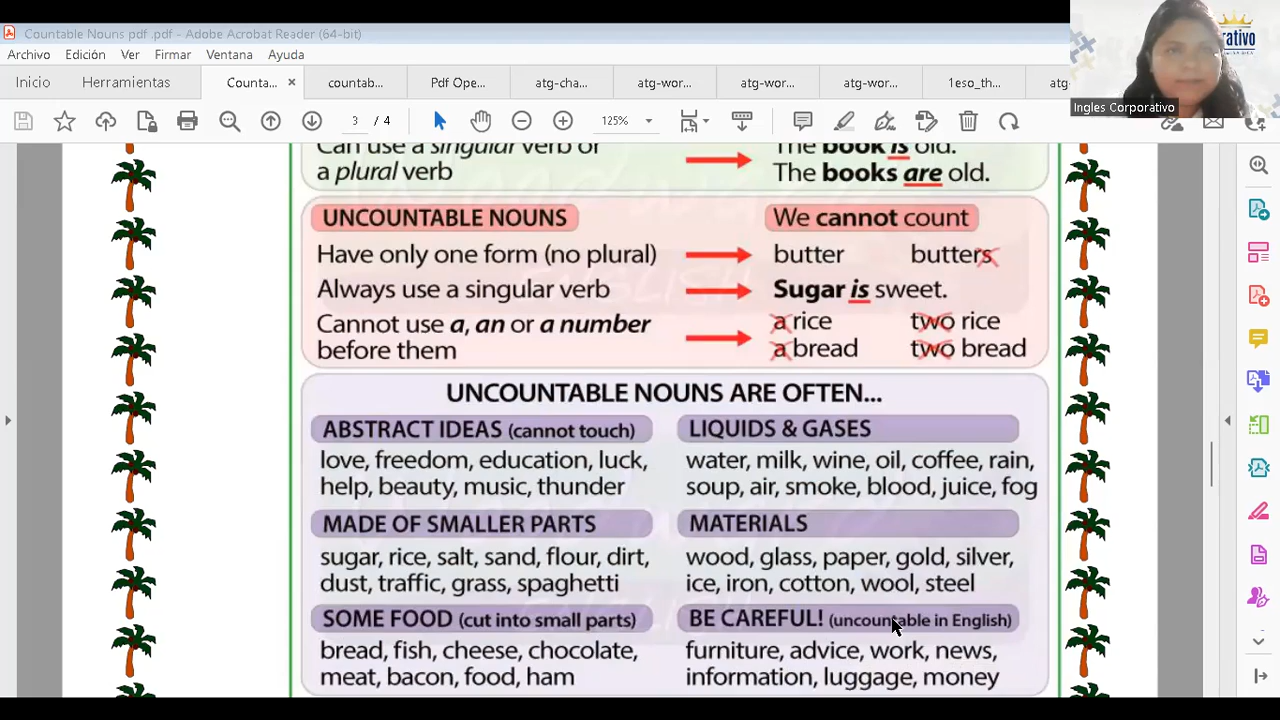 Countable Nouns pdf .pdf - Adobe Acrobat Reader (64-bit)
rativo
Archivo Edición Ver Firmar Ventana Ayuda
Inicio Herramientas Counta... × countab... Pdf Ope... atg-cha... atg-wor... atg-wor... atg-wor... 1eso_th... atg
Ingles Corporativo
3 / 4 125%
Can use a singular verb or
The book is old.
a plural verb
The books are old.
UNCOUNTABLE NOUNS We cannot count
Have only one form (no plural) butter butters
Always use a singular verb Sugar is sweet.
Cannot use a, an or a number a rice two rice
before them a bread two bread
UNCOUNTABLE NOUNS ARE OFTEN...
ABSTRACT IDEAS (cannot touch)
love, freedom, education, luck,
help, beauty, music, thunder
LIQUIDS & GASES
water, milk, wine, oil, coffee, rain,
soup, air, smoke, blood, juice, fog
MADE OF SMALLER PARTS
sugar, rice, salt, sand, flour, dirt,
dust, traffic, grass, spaghetti
MATERIALS
wood, glass, paper, gold, silver,
ice, iron, cotton, wool, steel
SOME FOOD (cut into small parts)
bread, fish, cheese, chocolate,
meat, bacon, food, ham
BE CAREFUL! (uncountable in English)
furniture, advice, work, news,
information, luggage, money